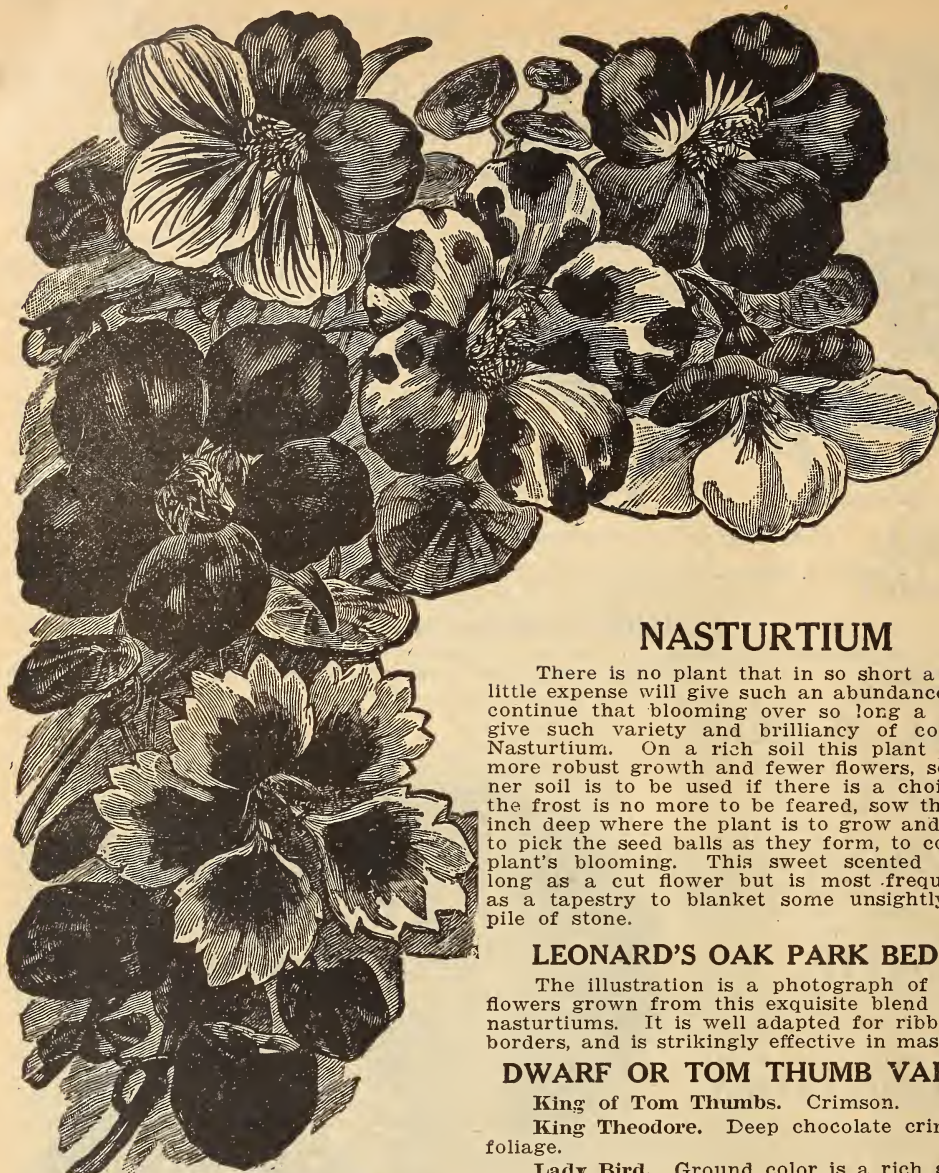 NASTURTIUM
There is no plant that in so short a
little expense will give such an abundance
continue that blooming over so long a
give such variety and brilliancy of co
Nasturtium. On a rich soil this plant
more robust growth and fewer flowers, s
ner soil is to be used if there is a choi
the frost is no more to be feared, sow th
inch deep where the plant is to grow and
to pick the seed balls as they form, to co
plant's blooming. This sweet scented
long as a cut flower but is most frequ
as a tapestry to blanket some unsightly
pile of stone.
LEONARD'S OAK PARK BED
The illustration is a photograph of
flowers grown from this exquisite blend
nasturtiums. It is well adapted for ribb
borders, and is strikingly effective in mas
DWARF OR TOM THUMB VA
King of Tom Thumbs. Crimson.
King Theodore. Deep chocolate cri
foliage.
Lady Bird. Ground color is a rich